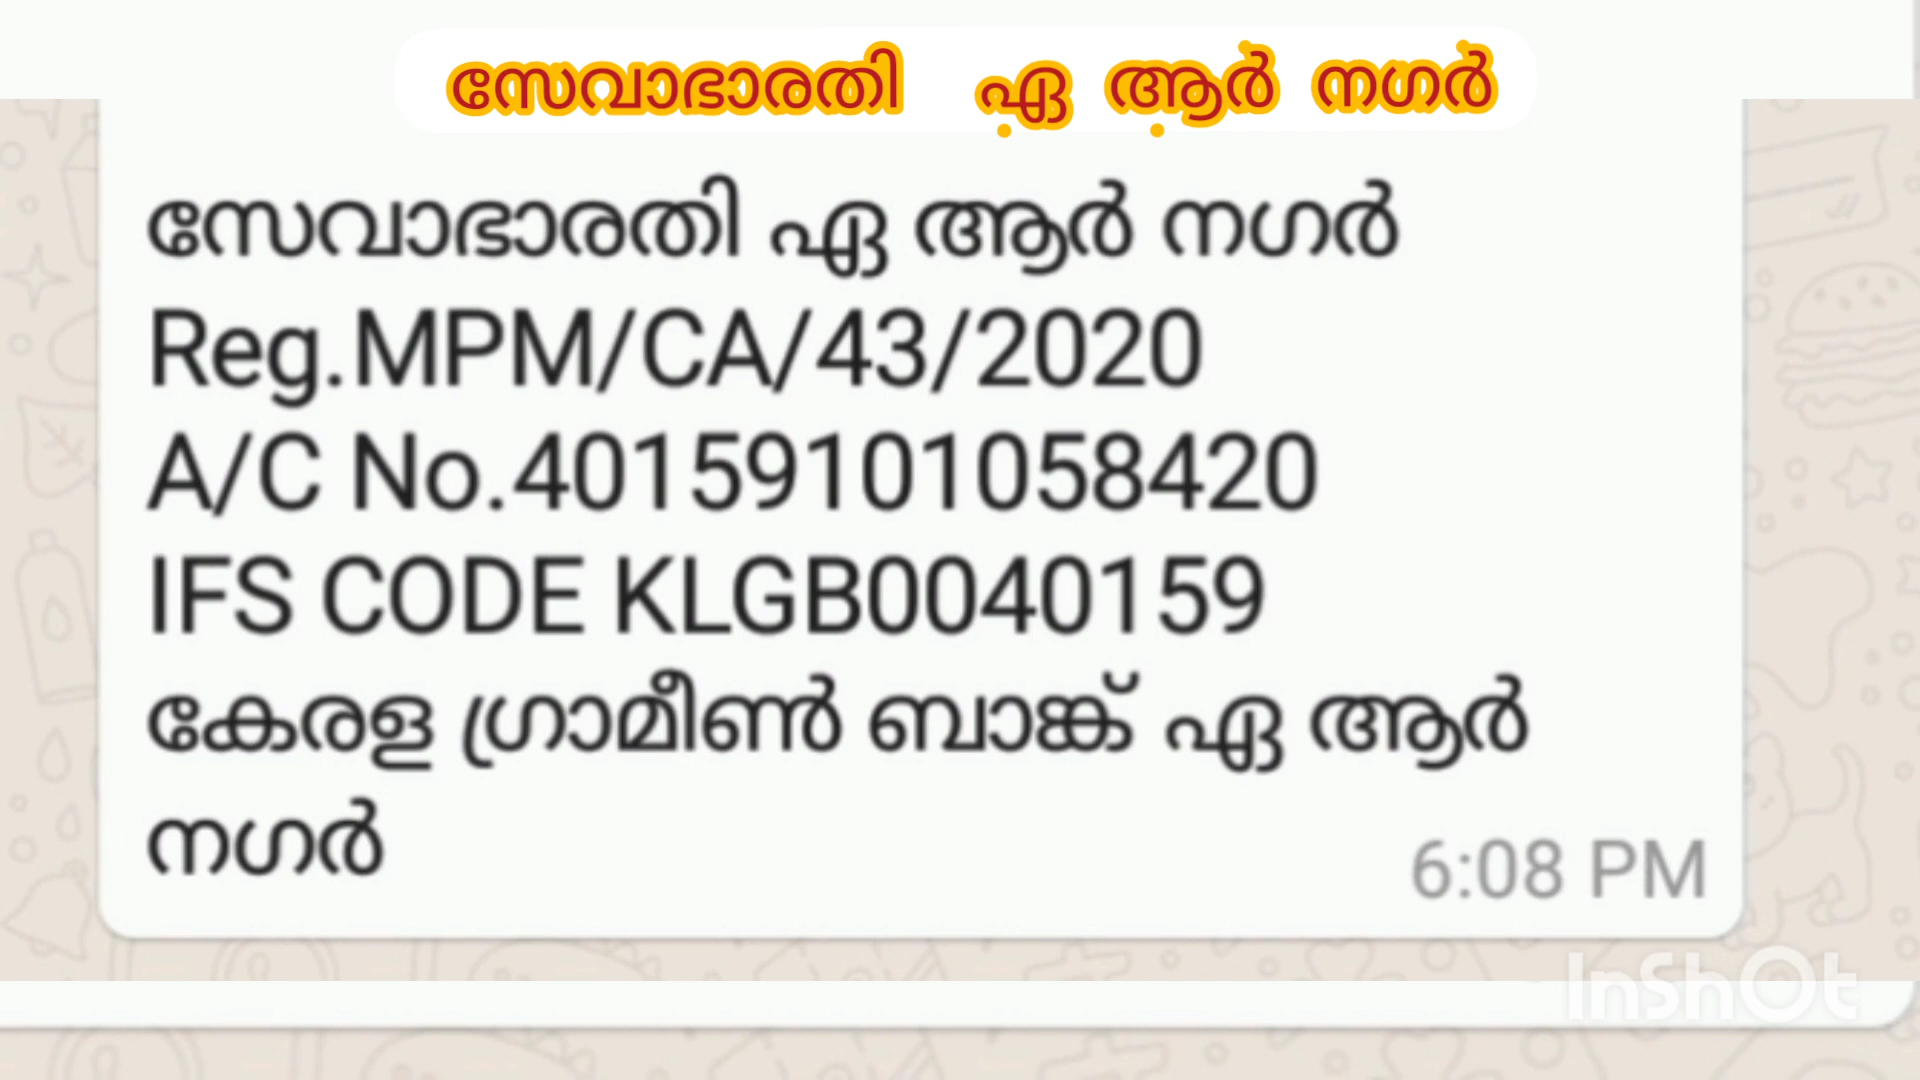 സേവാഭാരതി ഏ ആർ നഗർ
സേവാഭാരതി ഏ ആർ നഗർ
Reg.MPM/CA/43/2020
A/C No.40159101058420
IFS CODE KLGB0040159
കേരള ഗ്രാമീൺ ബാങ്ക് ഏ ആർ
നഗർ
6:08 PM
InShOt